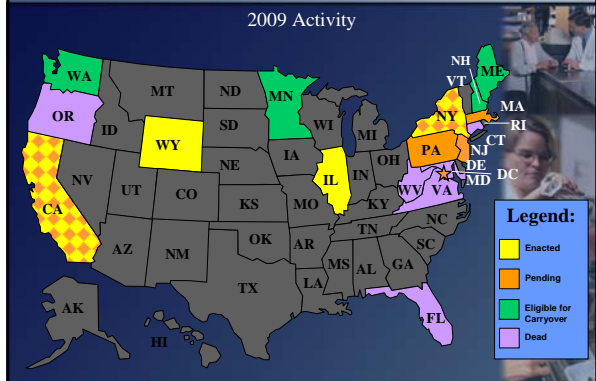 2009 Activity
WA
MT
ND
MN
NH
VT
ME
OR
ID
SD
WI
MI
NY
MA
RI
WY
IA
PA
CT
NJ
NE
OH
DE
DC
MD
NV
UT
CO
IL
IN
WV
VA
CA
KS
MO
KY
NC
TN
OK
AR
SC
AZ
NM
MS
AL
GA
TX
LA
AK
HI
FL
Legend:
Enacted
Pending
Eligible for
Carryover
Dead